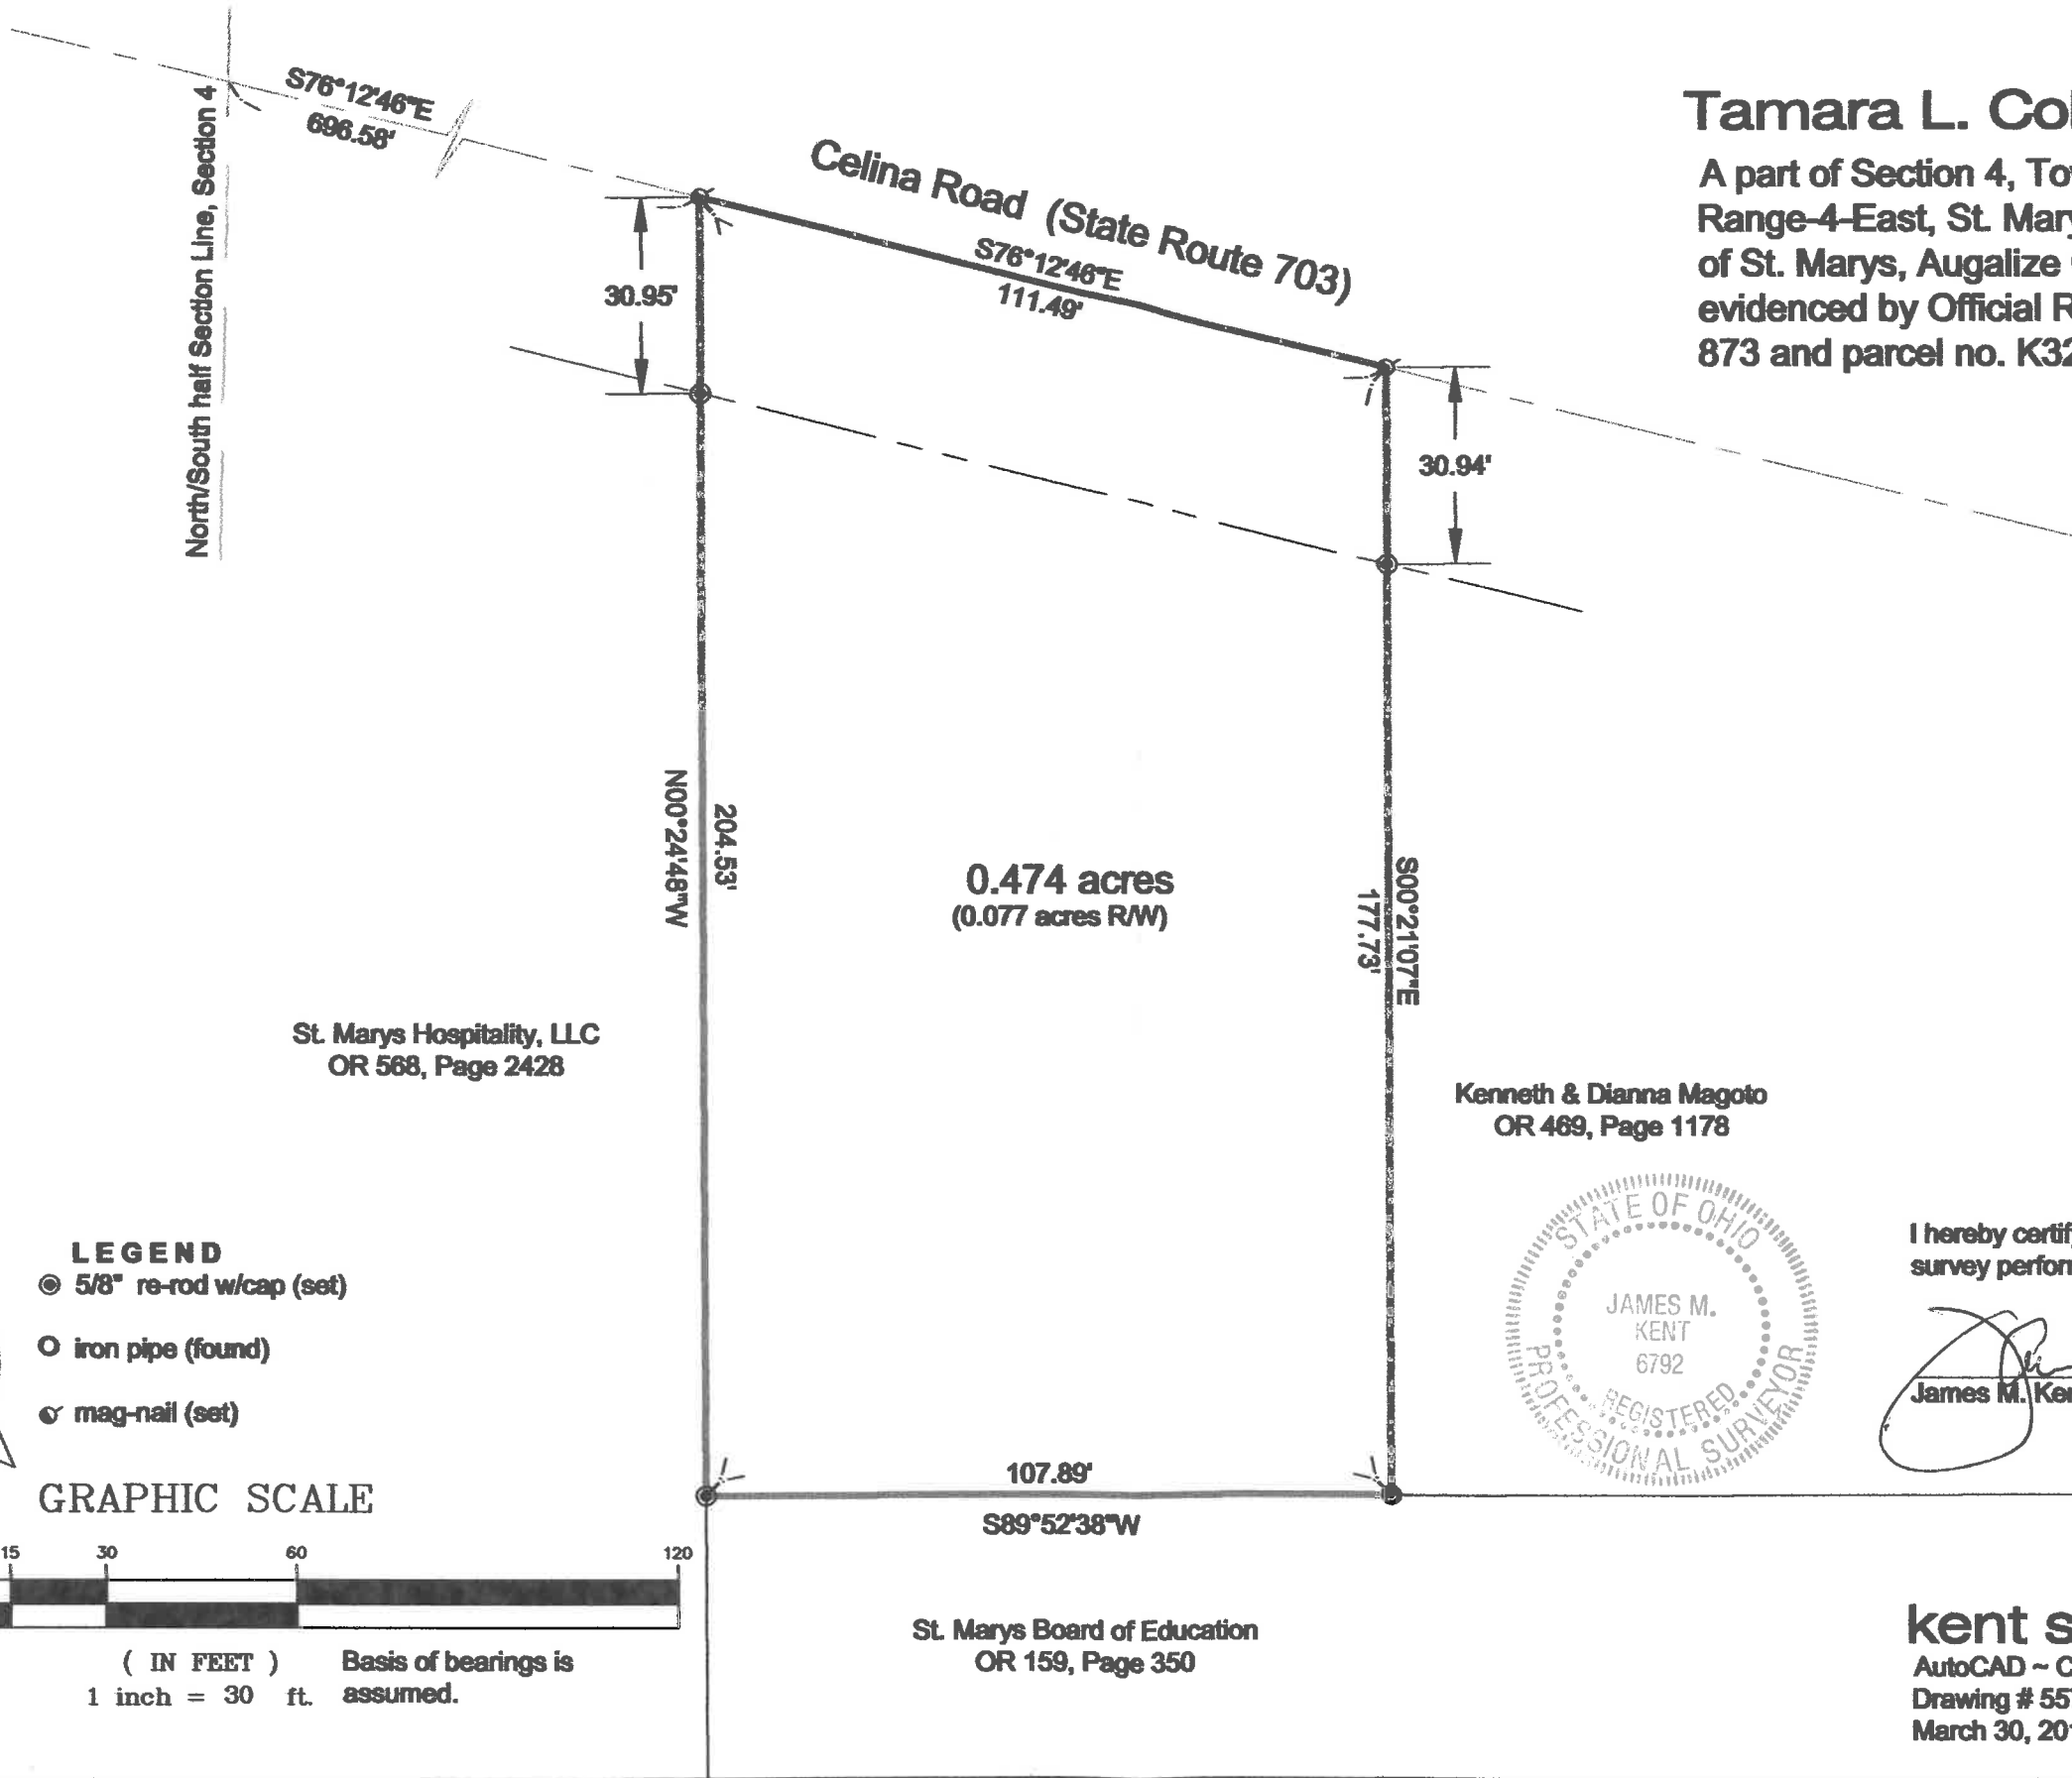 S76°12'46"E
696.58'
North/South half Section Line, Section 4
Celina Road (State Route 703)
S76°12'46"E
111.49'
30.95'
30.94'
Tamara L. Col
A part of Section 4, To
Range-4-East, St. Mary
of St. Marys, Augalize
evidenced by Official R
873 and parcel no. K32
N00°24'48"W
204.53'
0.474 acres
(0.077 acres R/W)
S00°21'07"E
177.73'
St. Marys Hospitality, LLC
OR 568, Page 2428
Kenneth & Dianna Magoto
OR 469, Page 1178
LEGEND
5/8" re-rod w/cap (set)
iron pipe (found)
mag-nail (set)
STATE OF OHIO
JAMES M.
KENT
6792
REGISTERED
PROFESSIONAL SURVEYOR
I hereby certif
survey perfor
James M. Ken
107.89'
S89°52'38"W
GRAPHIC SCALE
15 30 60 120
( IN FEET )
1 inch = 30 ft.
Basis of bearings is
assumed.
St. Marys Board of Education
OR 159, Page 350
kent s
AutoCAD ~ C
Drawing # 55
March 30, 20